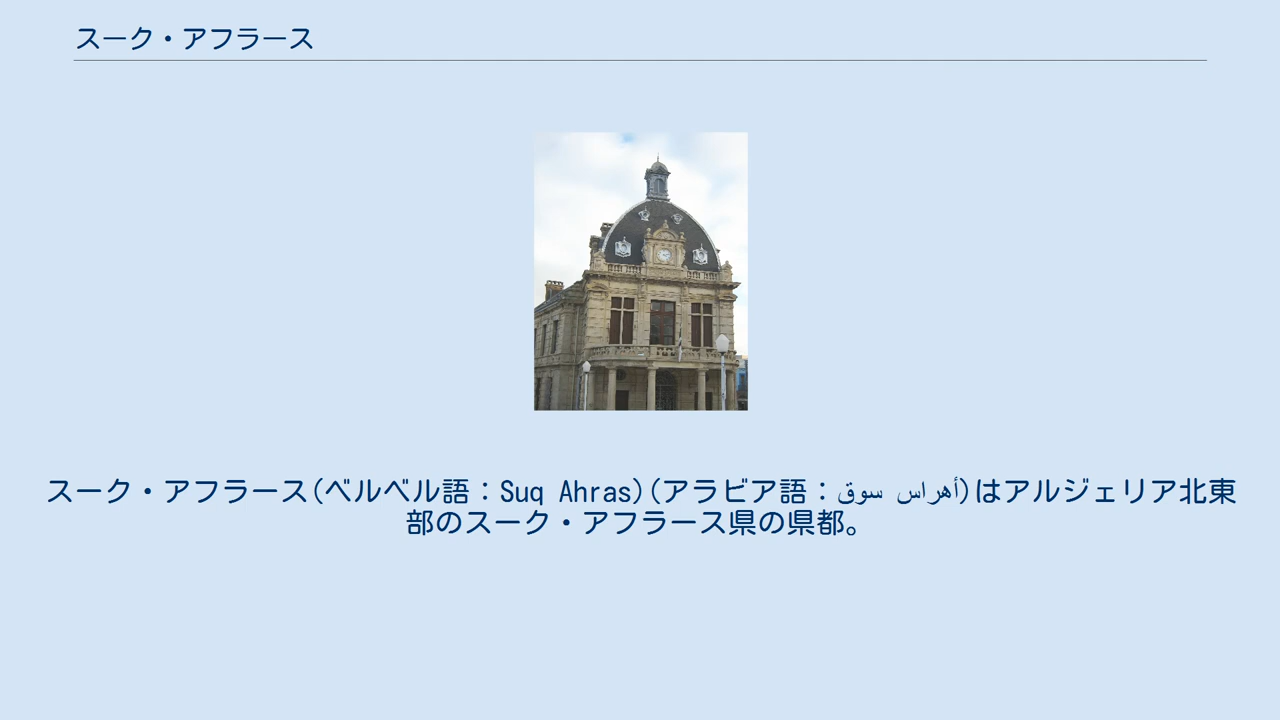 スーク・アフラース
スーク・アフラース(ベルベル語：Suq Ahras)(アラビア語：سوق أهراس)はアルジェリア北東
部のスーク・アフラース県の県都。